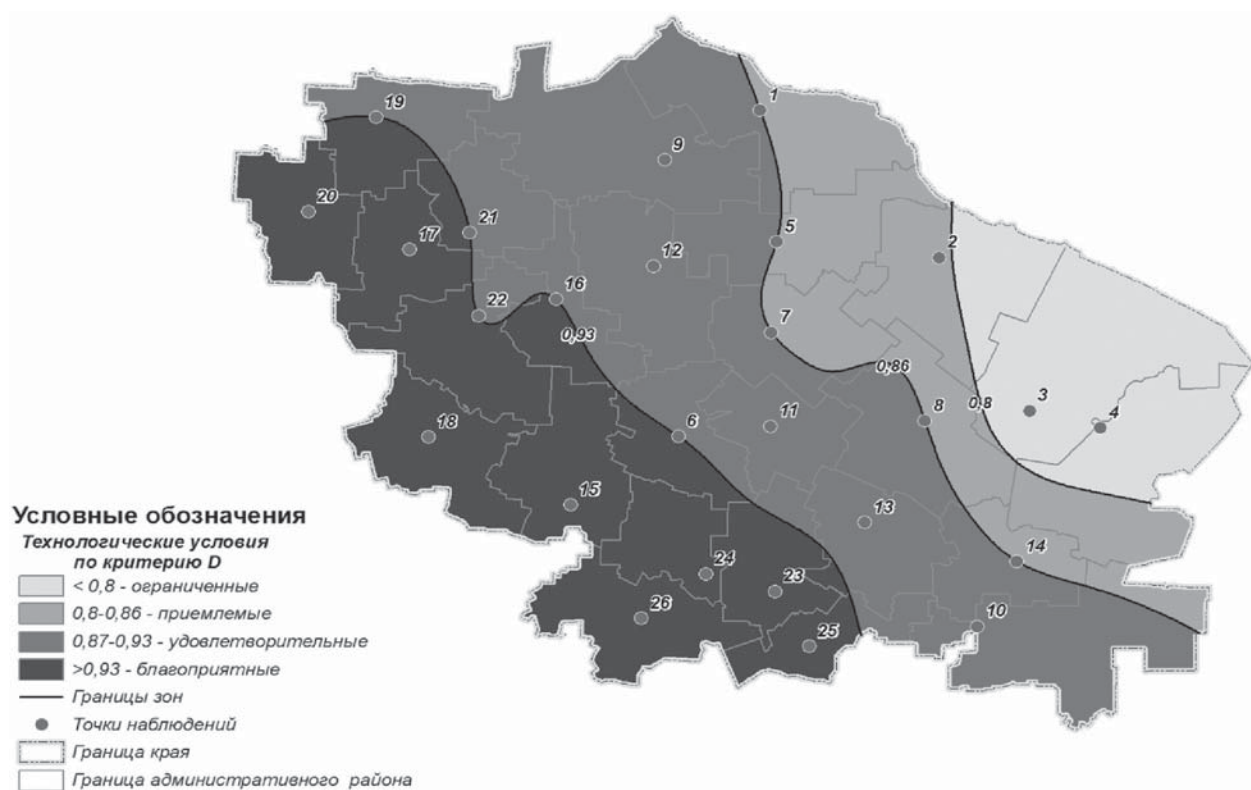 19
1
9
20
21
5
17
12
2
16
22
7
0,93
0,86
3
0,8
8
4
11
18
6
15
13
14
24
23
26
10
25
Условные обозначения
Технологические условия
по критерию D
< 0,8 - ограниченные
0,8-0,86 - приемлемые
0,87-0,93 - удовлетворительные
>0,93 - благоприятные
Границы зон
Точки наблюдений
Граница края
Граница административного района